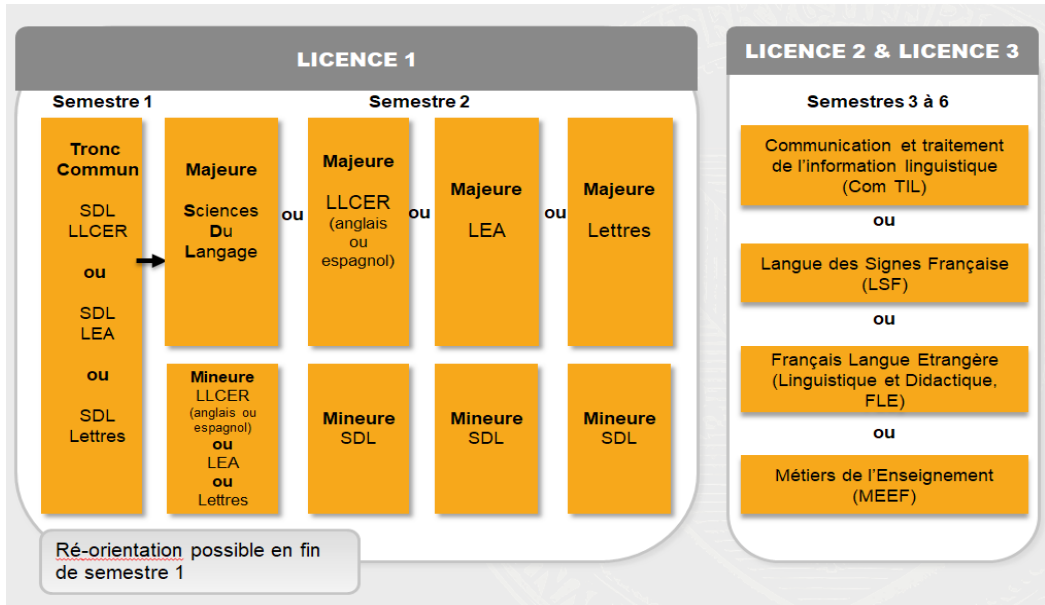 LICENCE 1
Semestre 1
Semestre 2
Tronc
Commun
SDL
LLCER
ou
SDL
LEA
ou
SDL
Lettres
Majeure
Sciences
Du
Langage
ou
Majeure
LLCER
(anglais
ou
espagnol)
ou
Majeure
LEA
ou
Majeure
Lettres
Mineure
LLCER
(anglais ou
espagnol)
ou
LEA
ou
Lettres
Mineure
SDL
Mineure
SDL
Mineure
SDL
Ré-orientation possible en fin
de semestre 1
LICENCE 2 & LICENCE 3
Semestres 3 à 6
Communication et traitement
de l'information linguistique
(Com TIL)
ou
Langue des Signes Française
(LSF)
ou
Français Langue Etrangère
(Linguistique et Didactique,
FLE)
ou
Métiers de l'Enseignement
(MEEF)